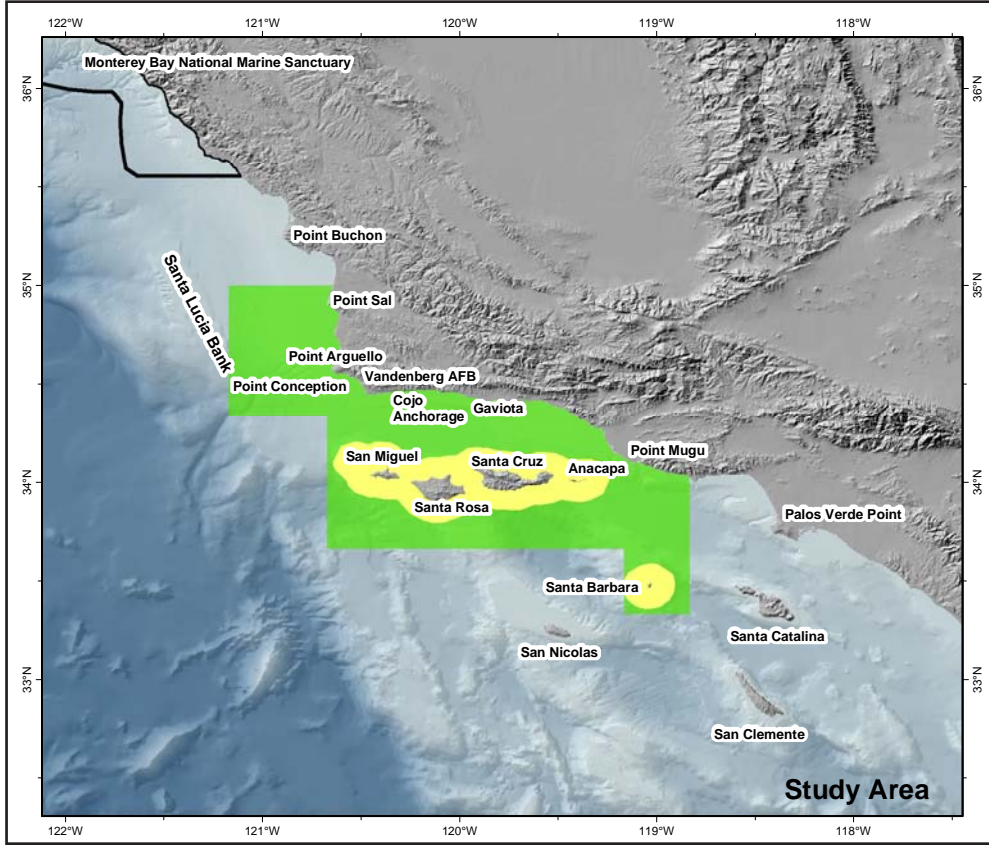 122°W
121°W
120°W
119°W
118°W
Monterey Bay National Marine Sanctuary
36°N
36°N
Point Buchon
Santa Lucia Bank
35°N
35°N
Point Sal
Point Arguello
Vandenberg AFB
Point Conception
Cojo
Anchorage
Gaviota
Point Mugu
San Miguel
Santa Cruz
Anacapa
34°N
34°N
Santa Rosa
Palos Verde Point
Santa Barbara
Santa Catalina
San Nicolas
33°N
33°N
San Clemente
Study Area
122°W
121°W
120°W
119°W
118°W